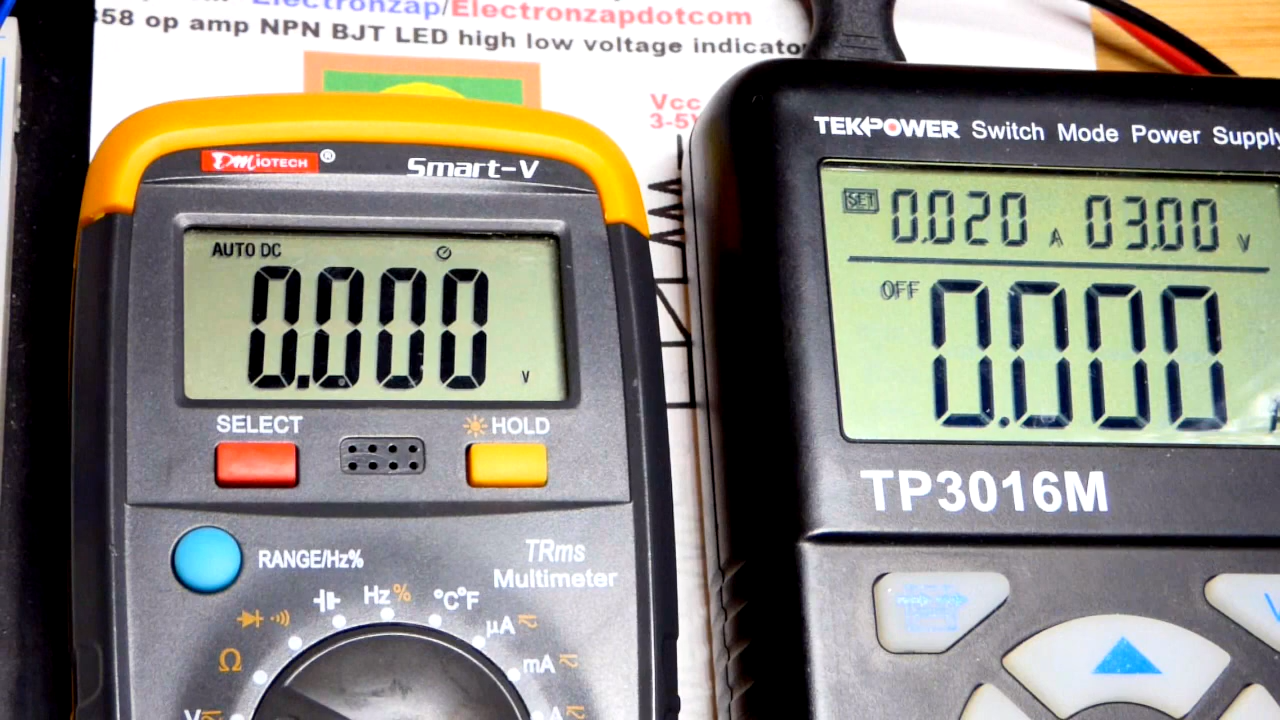 Electronzap/Electronzapdotcom
358 op amp NPN BJT LED high low voltage indicator
Vcc
3-5V
DMiOTECH®
Smart-V
AUTO DC
0.000
V
SELECT
HOLD
RANGE/Hz%
TRms
Multimeter
Hz %
°C°F
µA
mA
A
Ω
V
TEKPOWER Switch Mode Power Supply
SET 0.020 A 03.00 V
OFF
0.000
TP3016M